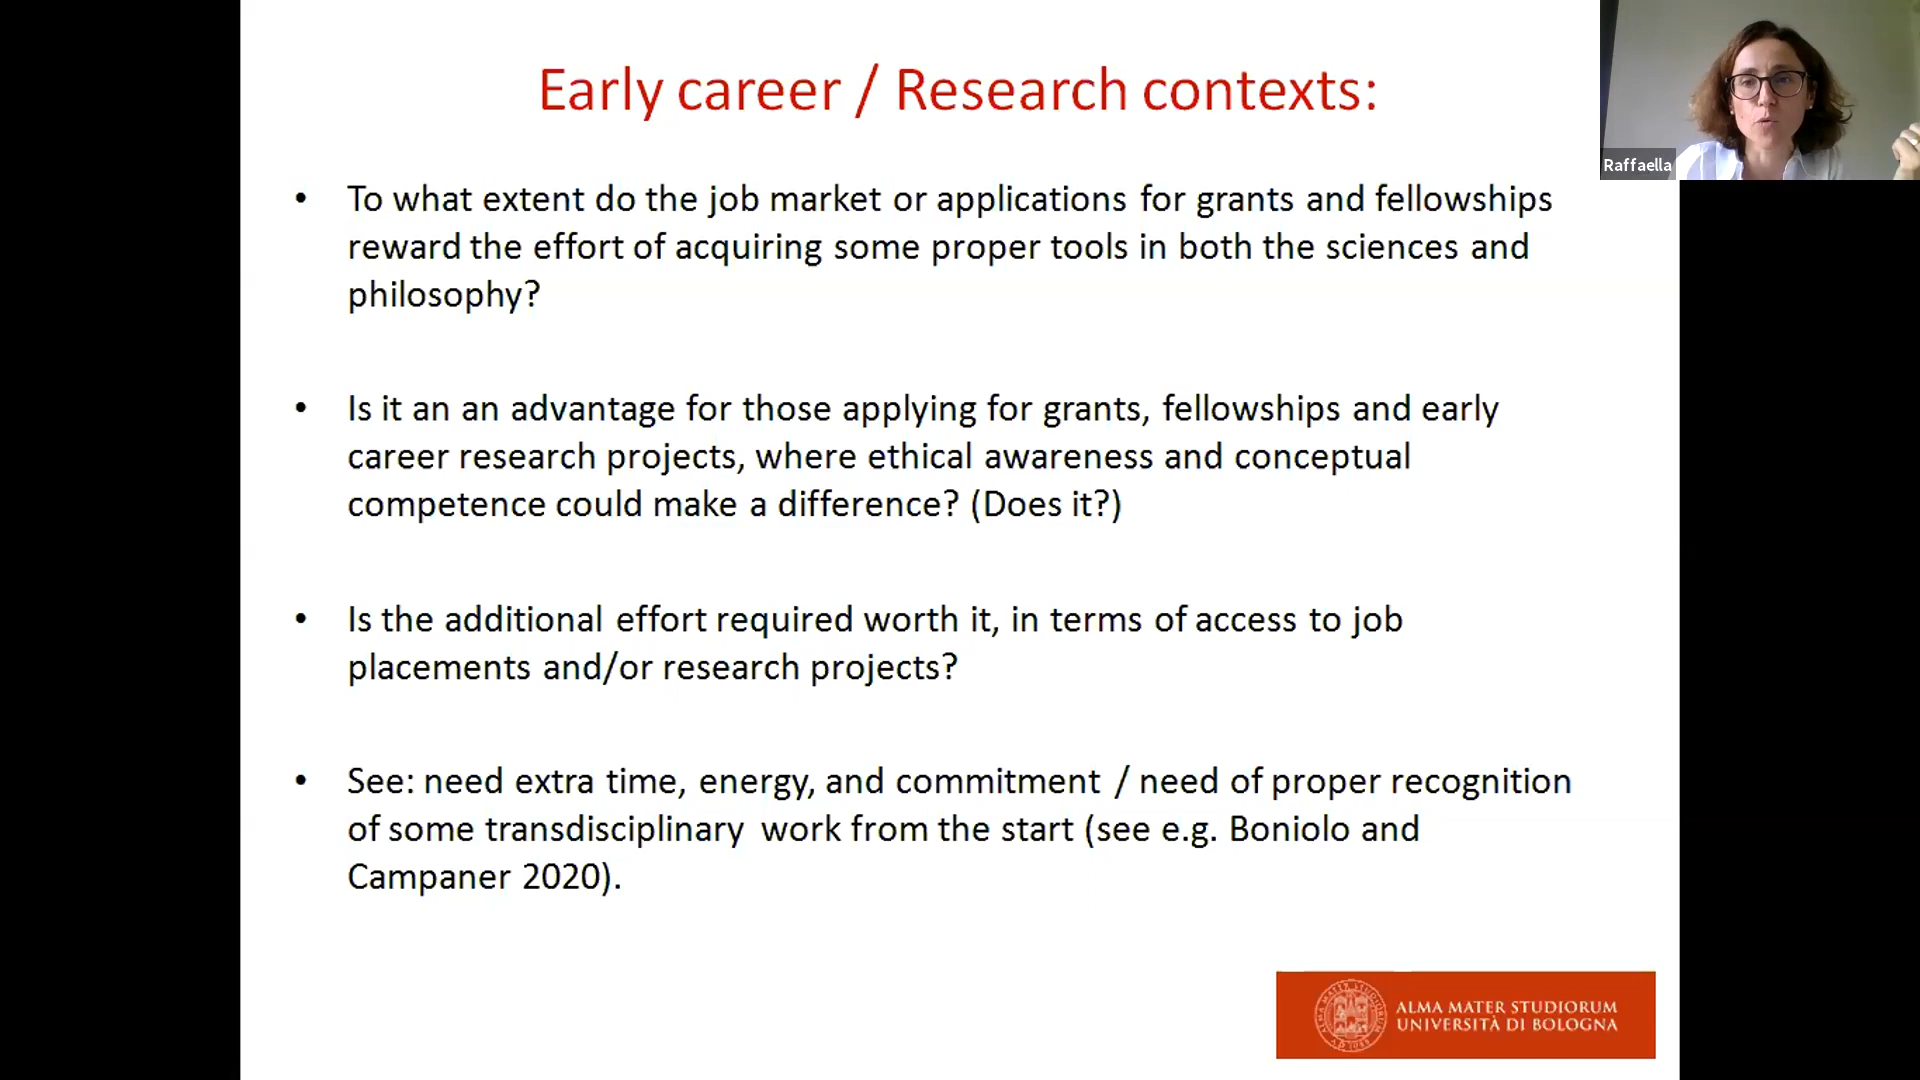 Early career / Research contexts:
Raffaella
• To what extent do the job market or applications for grants and fellowships
reward the effort of acquiring some proper tools in both the sciences and
philosophy?
• Is it an an advantage for those applying for grants, fellowships and early
career research projects, where ethical awareness and conceptual
competence could make a difference? (Does it?)
• Is the additional effort required worth it, in terms of access to job
placements and/or research projects?
• See: need extra time, energy, and commitment / need of proper recognition
of some transdisciplinary work from the start (see e.g. Boniolo and
Campaner 2020).
ALMA MATER STUDIORUM
UNIVERSITÀ DI BOLOGNA